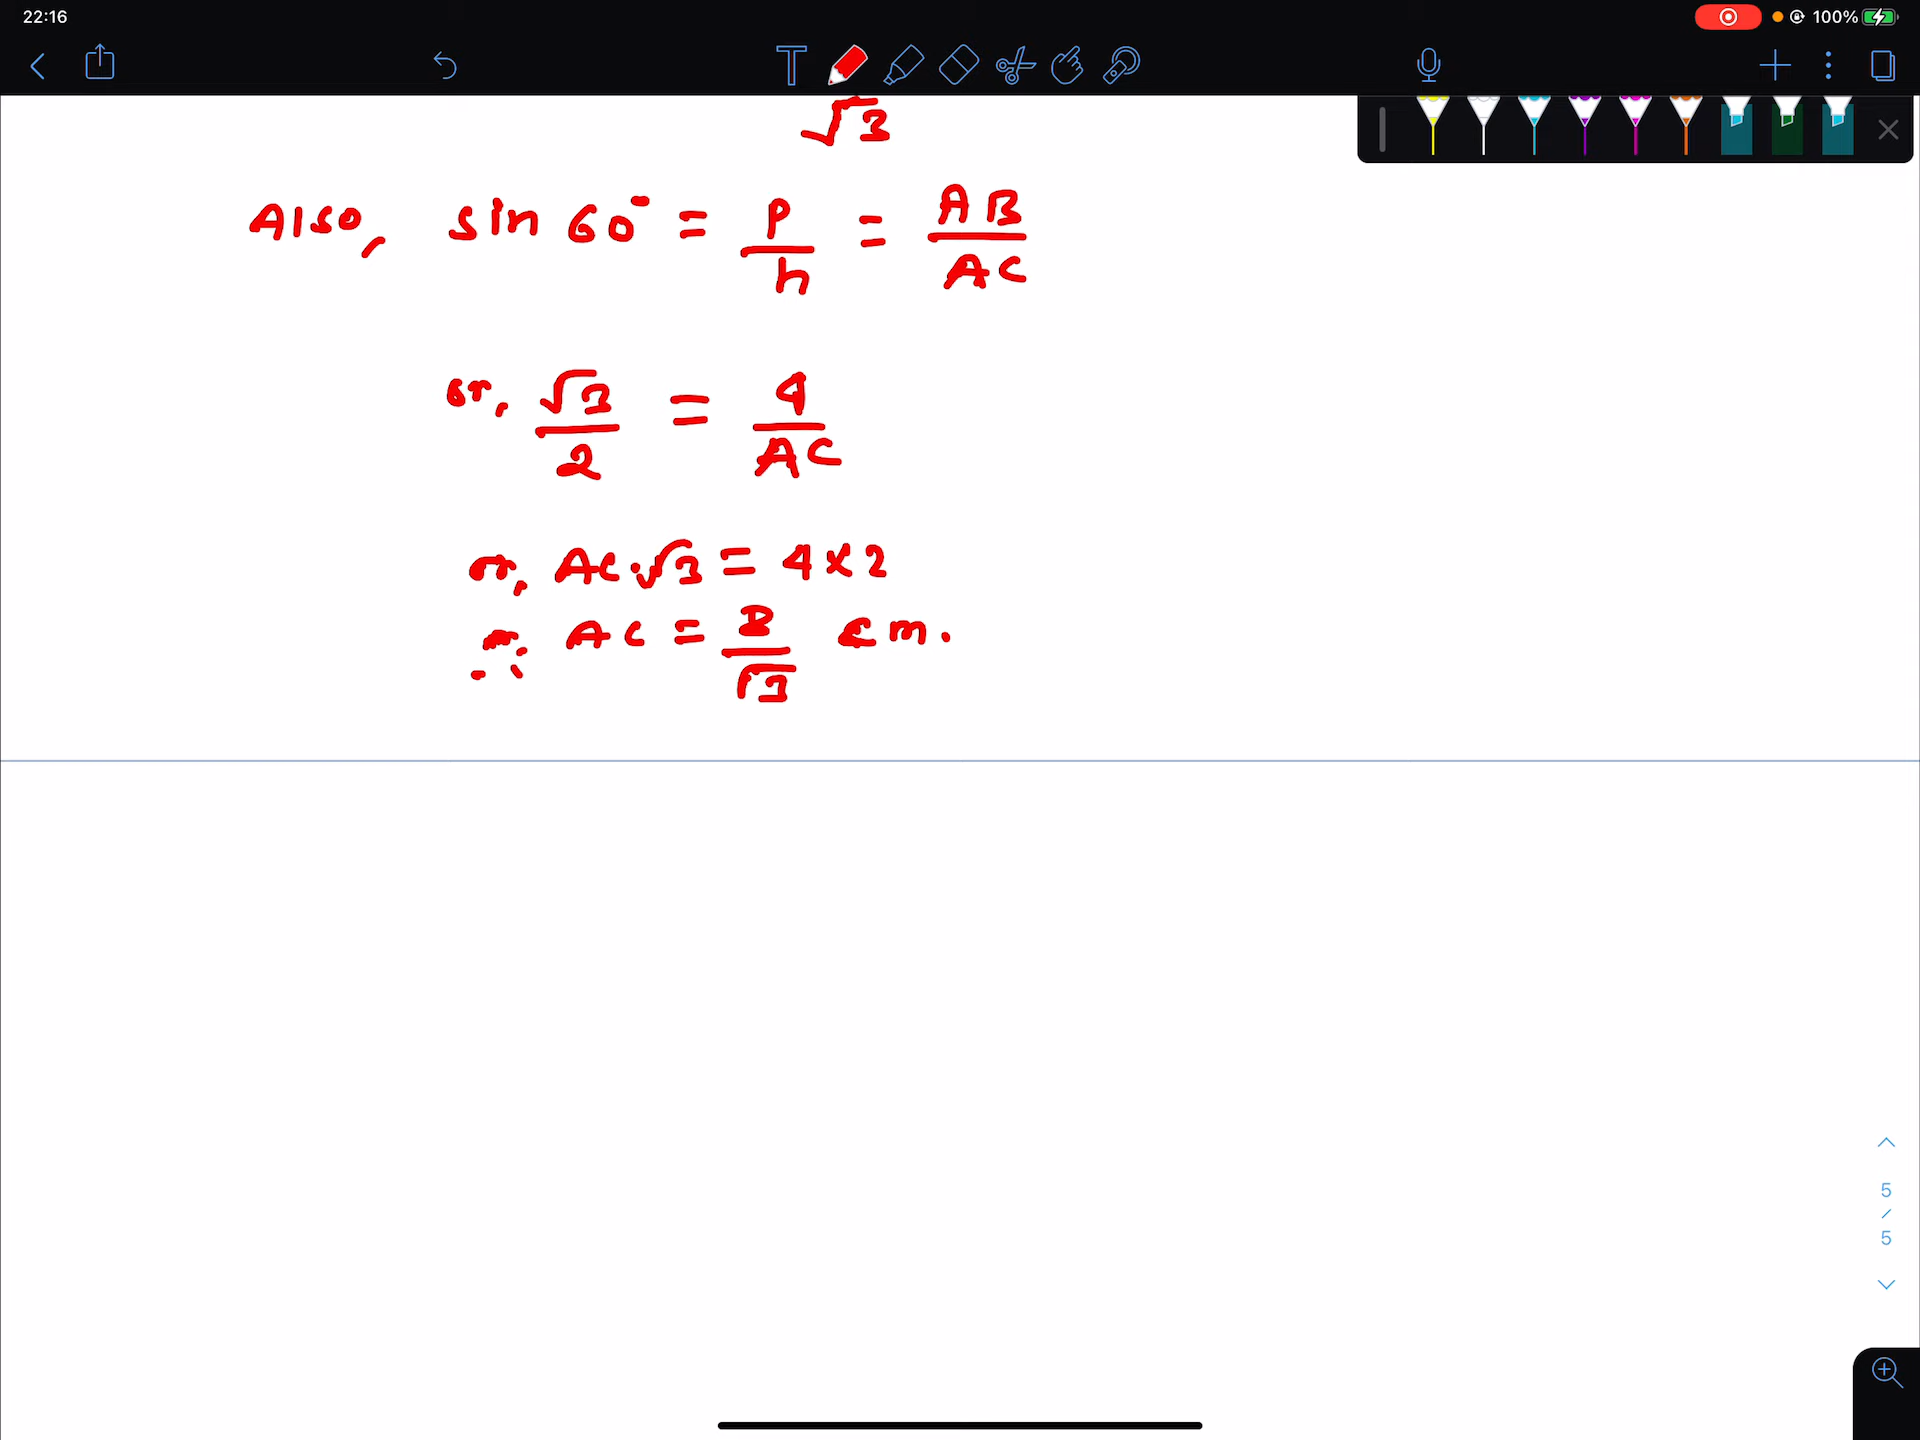 22:16 100%
√3
Also, sin 60° = p/h = AB/AC
or, √3/2 = 4/AC
or, AC.√3 = 4×2
∴ AC = 8/√3 cm.
5
/
5